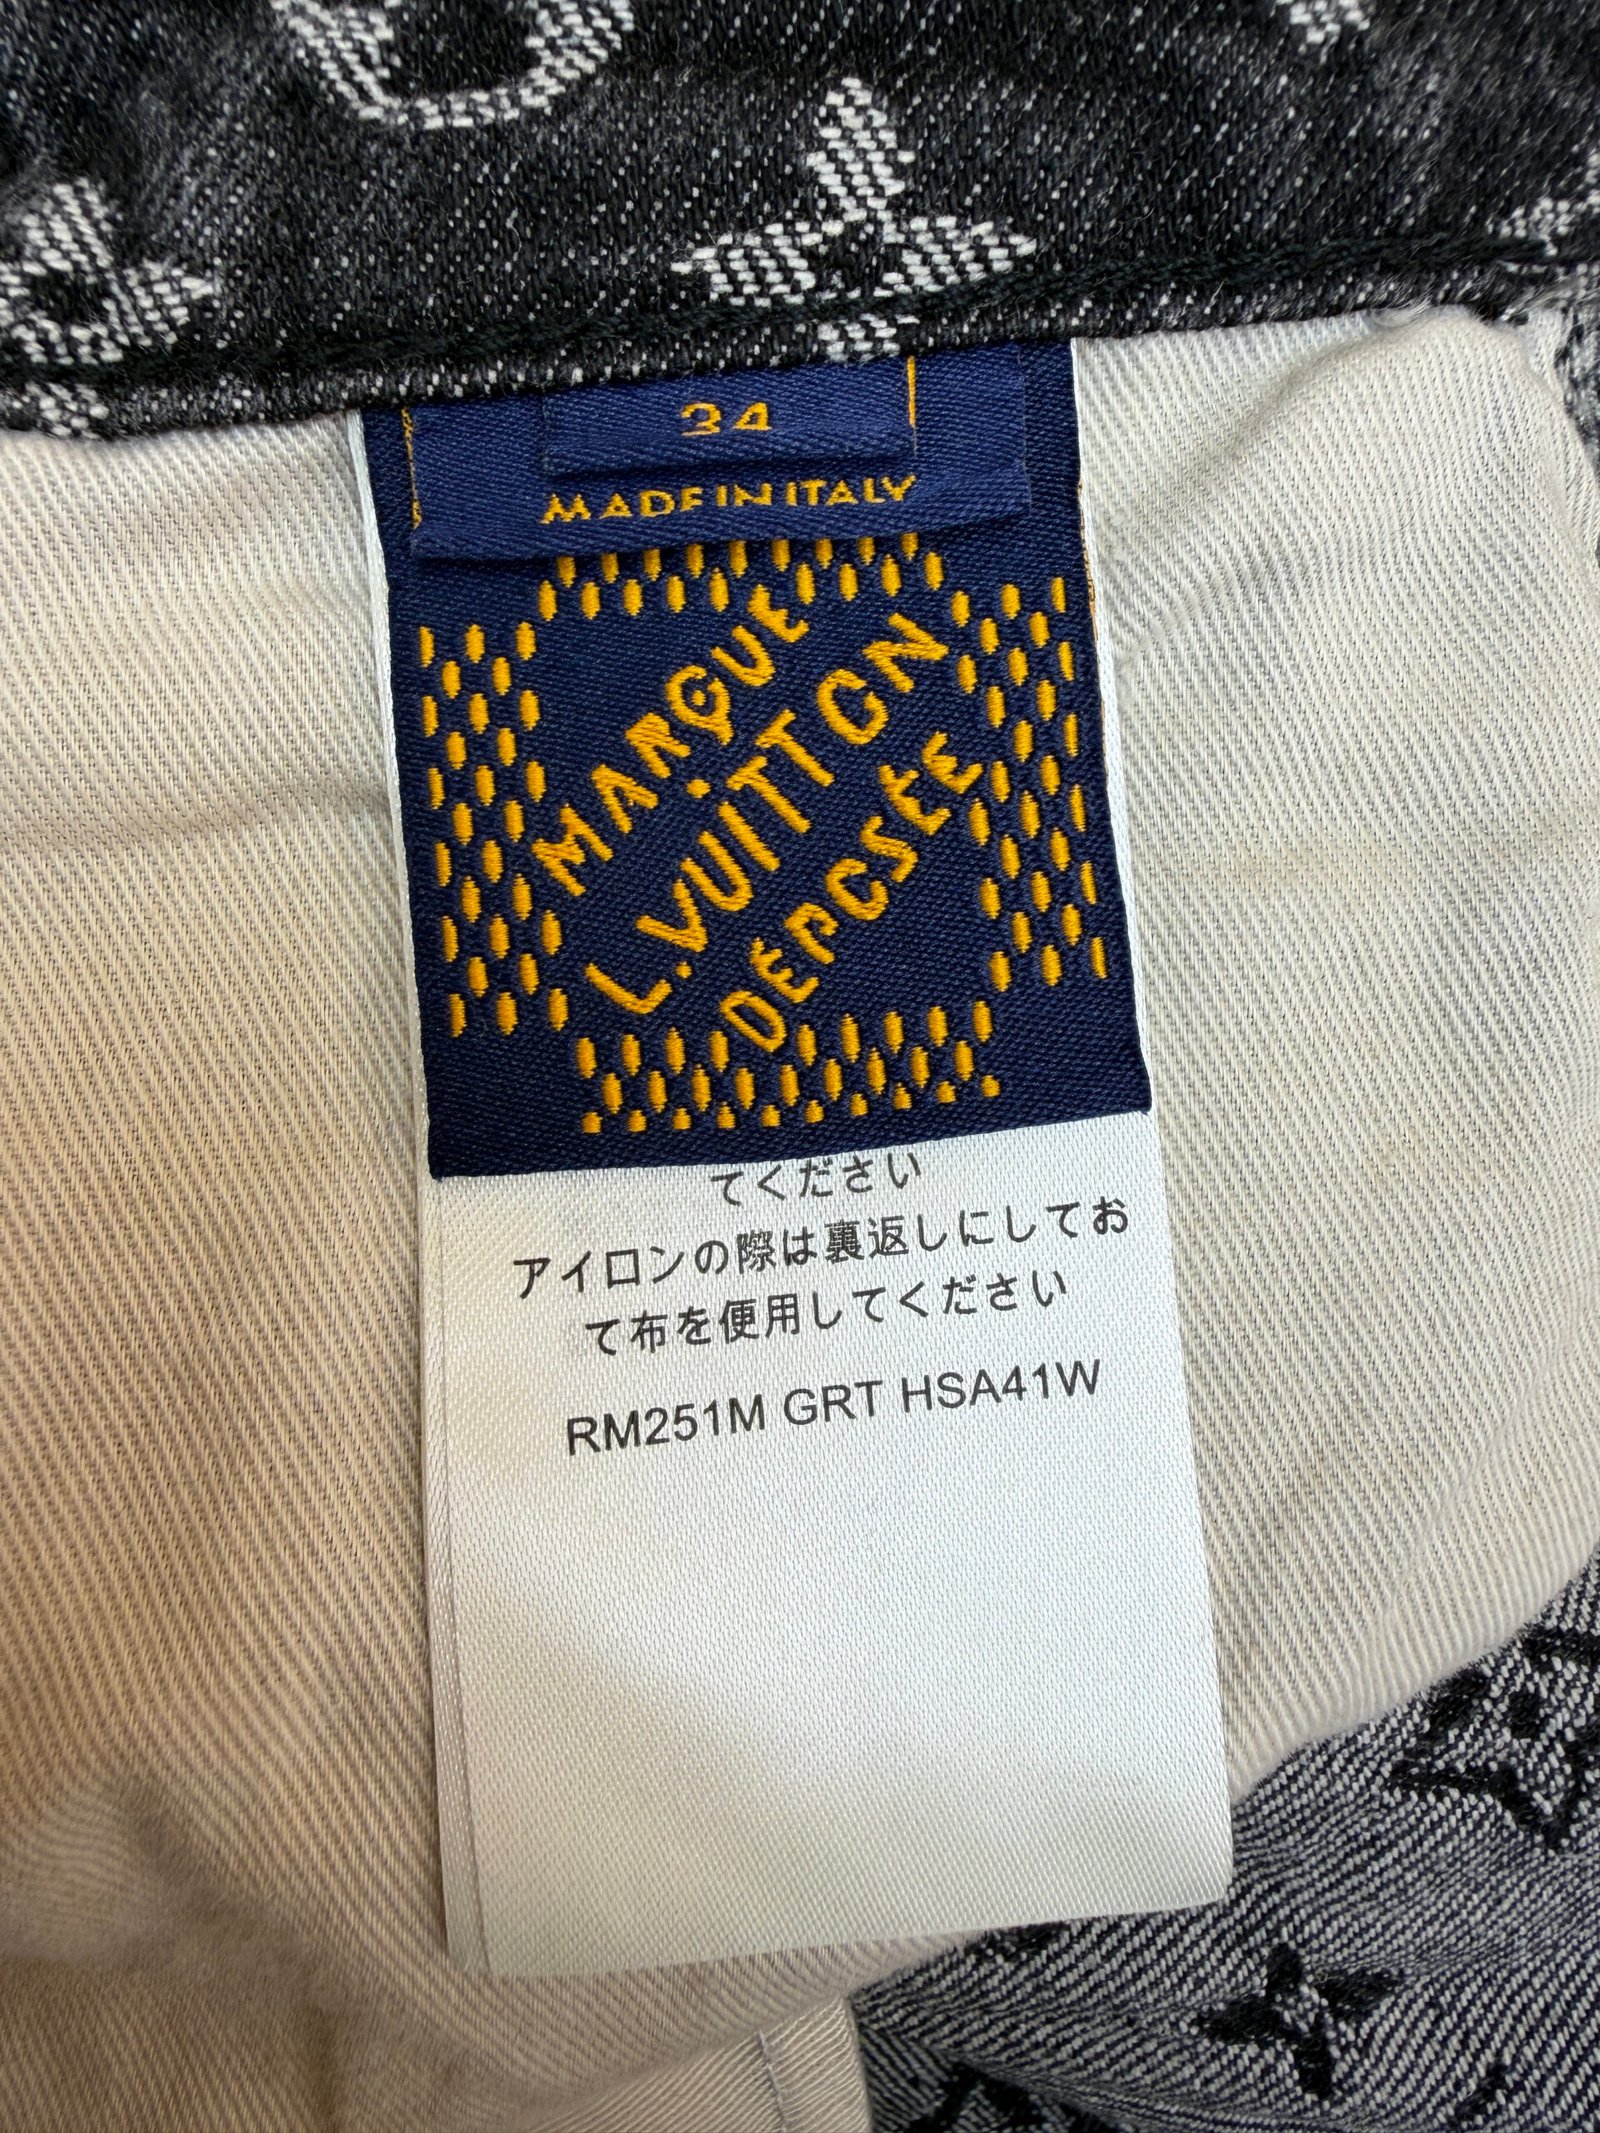 34
MADE IN ITALY
MARQUE
L.VUITTON
DÉPOSÉE
てください
アイロンの際は裏返しにしてお
て布を使用してください
RM251M GRT HSA41W